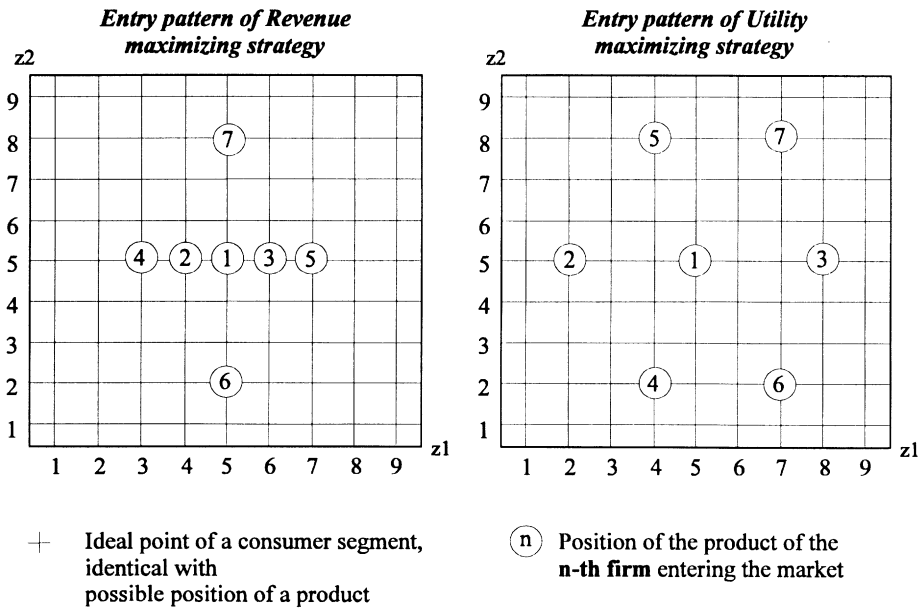 Entry pattern of Revenue
maximizing strategy
z2
9
8
7
6
5
4
3
2
1
7
4 2 1 3 5
6
z1
1 2 3 4 5 6 7 8 9
Entry pattern of Utility
maximizing strategy
z2
9
8
7
6
5
4
3
2
1
5 7
2 1 3
4 6
z1
1 2 3 4 5 6 7 8 9
Ideal point of a consumer segment,
identical with
possible position of a product
n Position of the product of the
n-th firm entering the market